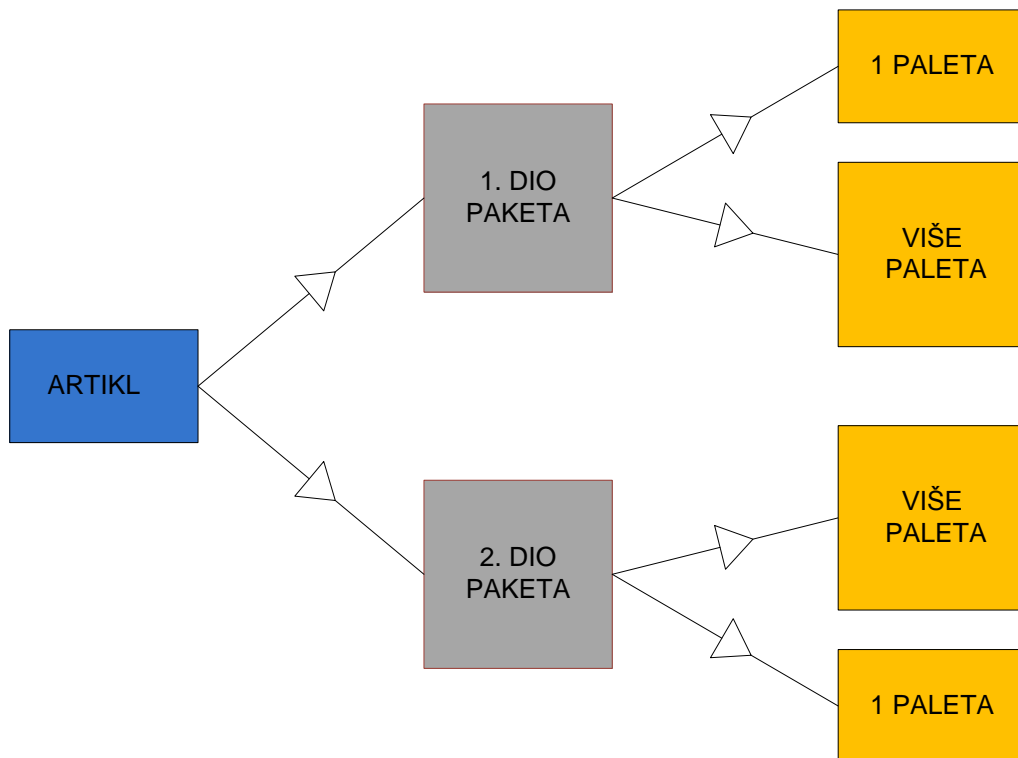 ARTIKL
1. DIO
PAKETA
2. DIO
PAKETA
1 PALETA
VIŠE
PALETA
VIŠE
PALETA
1 PALETA